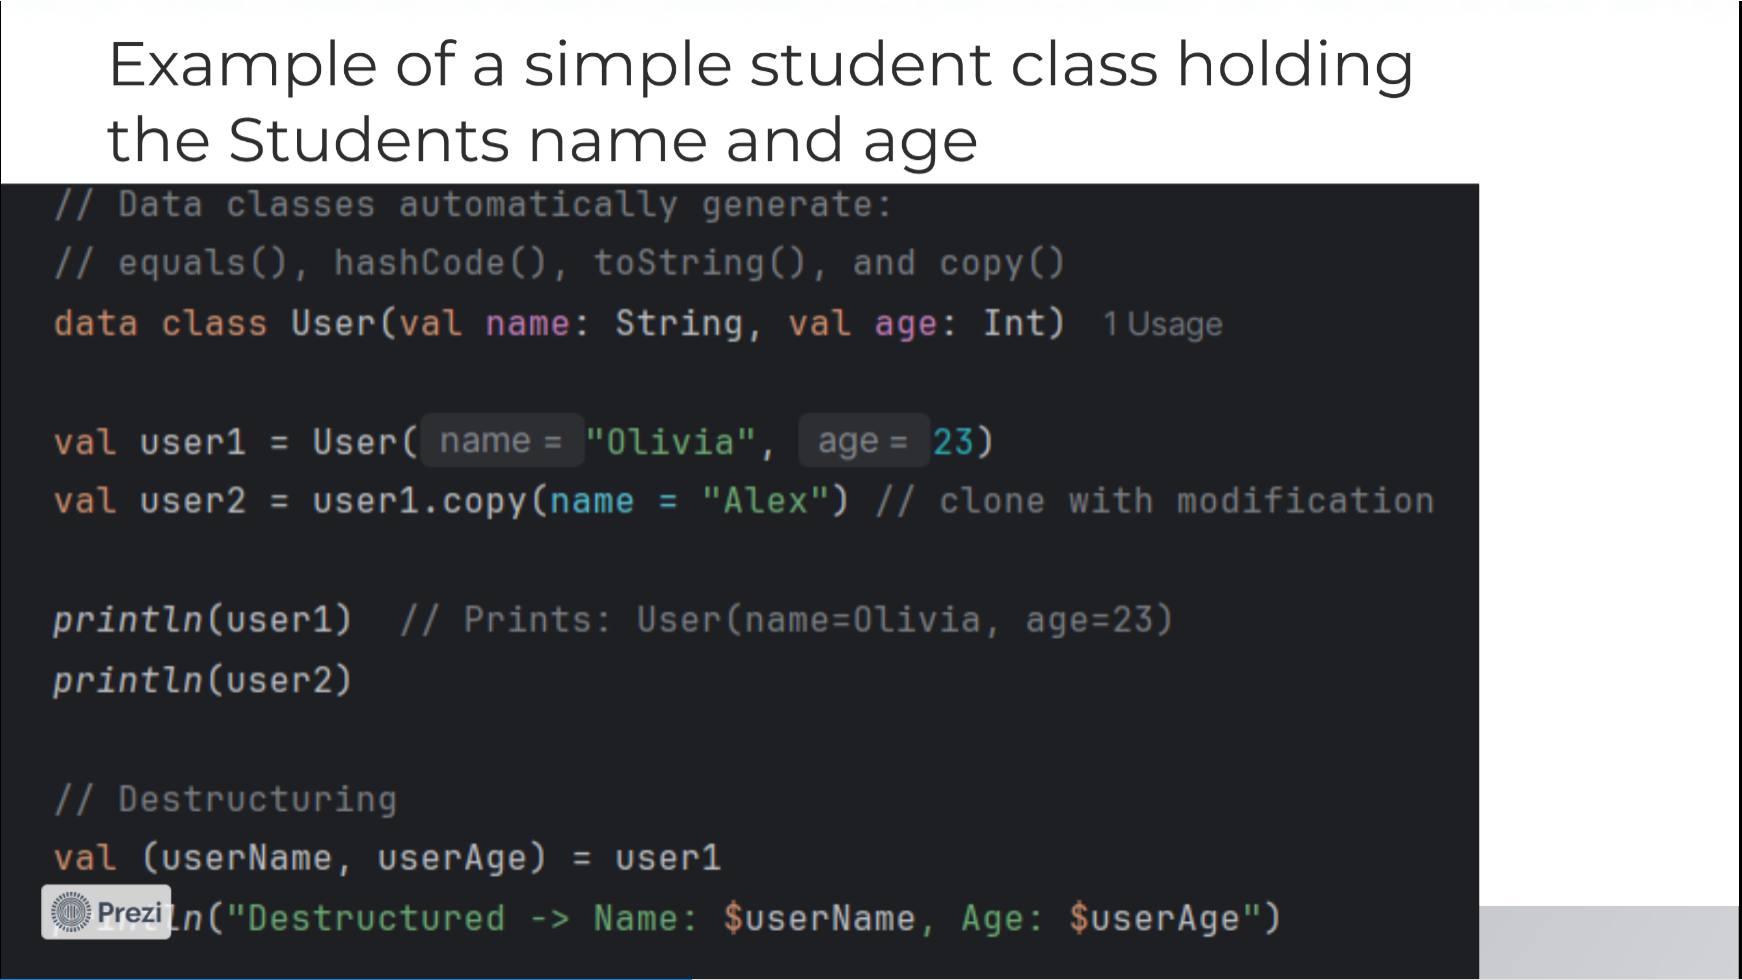 Example of a simple student class holding
the Students name and age
// Data classes automatically generate:
// equals(), hashCode(), toString(), and copy()
data class User(val name: String, val age: Int) 1 Usage
val user1 = User( name = "Olivia", age = 23)
val user2 = user1.copy(name = "Alex") // clone with modification
println(user1) // Prints: User(name=Olivia, age=23)
println(user2)
// Destructuring
val (userName, userAge) = user1
Prezi
ln("Destructured -> Name: $userName, Age: $userAge")